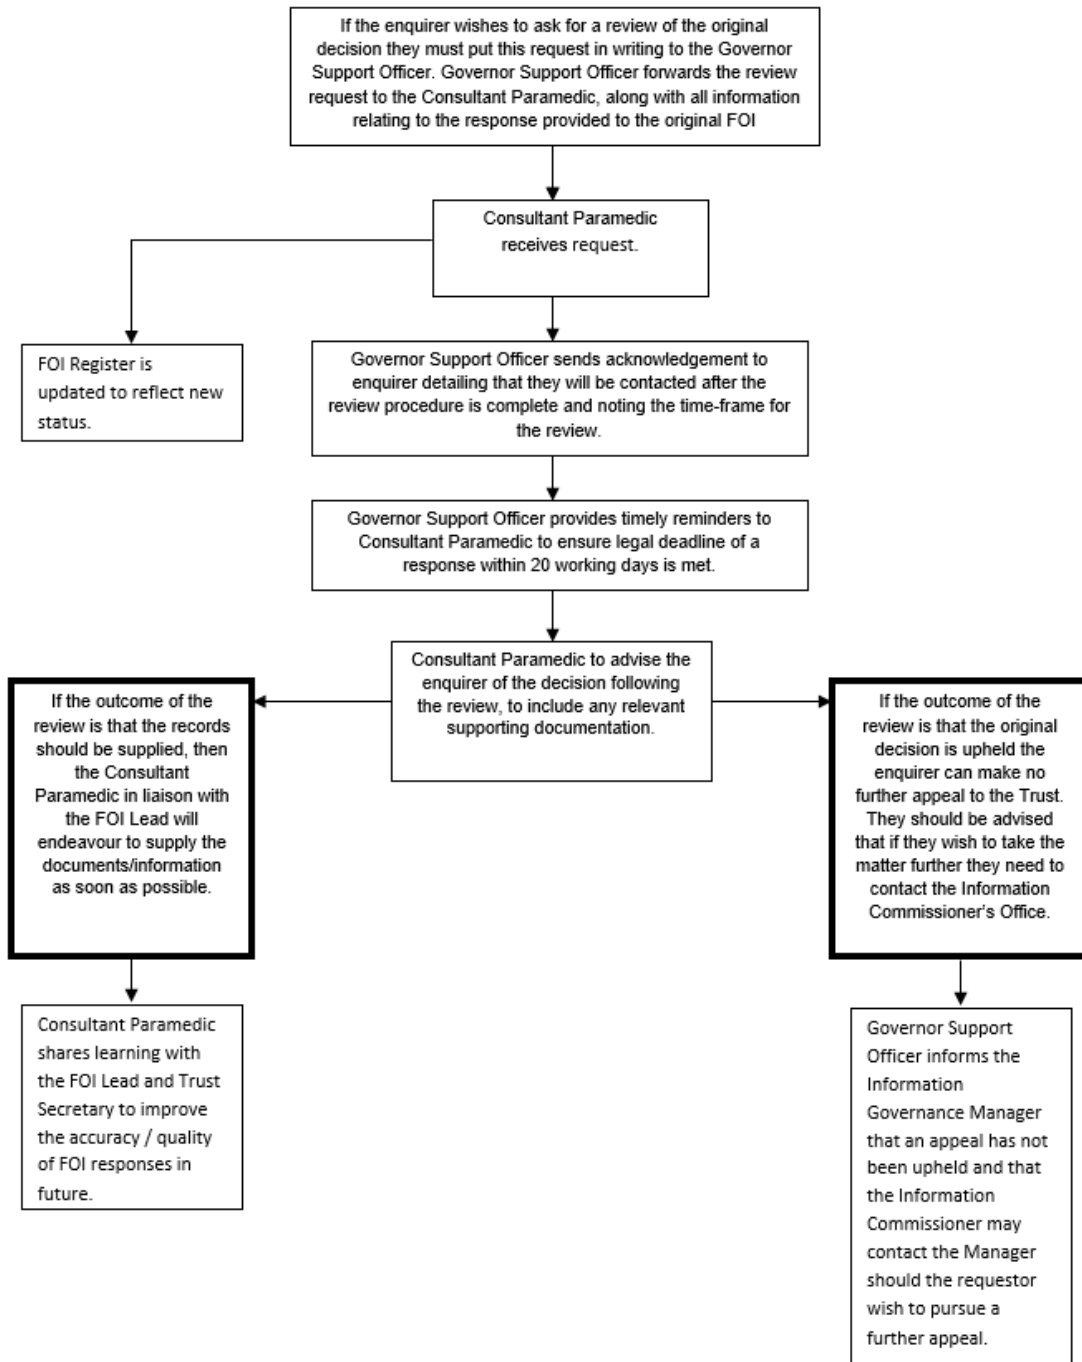 If the enquirer wishes to ask for a review of the original
decision they must put this request in writing to the Governor
Support Officer. Governor Support Officer forwards the review
request to the Consultant Paramedic, along with all information
relating to the response provided to the original FOI
Consultant Paramedic
receives request.
FOI Register is
updated to reflect new
status.
Governor Support Officer sends acknowledgement to
enquirer detailing that they will be contacted after the
review procedure is complete and noting the time-frame for
the review.
Governor Support Officer provides timely reminders to
Consultant Paramedic to ensure legal deadline of a
response within 20 working days is met.
Consultant Paramedic to advise the
enquirer of the decision following
the review, to include any relevant
supporting documentation.
If the outcome of the
review is that the records
should be supplied, then
the Consultant
Paramedic in liaison with
the FOI Lead will
endeavour to supply the
documents/information
as soon as possible.
If the outcome of the
review is that the original
decision is upheld the
enquirer can make no
further appeal to the Trust.
They should be advised
that if they wish to take the
matter further they need to
contact the Information
Commissioner's Office.
Consultant Paramedic
shares learning with
the FOI Lead and Trust
Secretary to improve
the accuracy / quality
of FOI responses in
future.
Governor Support
Officer informs the
Information
Governance Manager
that an appeal has not
been upheld and that
the Information
Commissioner may
contact the Manager
should the requestor
wish to pursue a
further appeal.